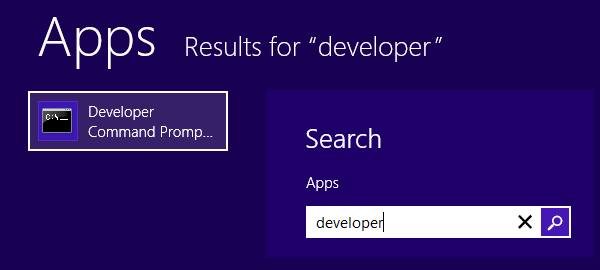 Apps Results for “developer”
Developer
Command Promp...
C:\_
Search
Apps
developer